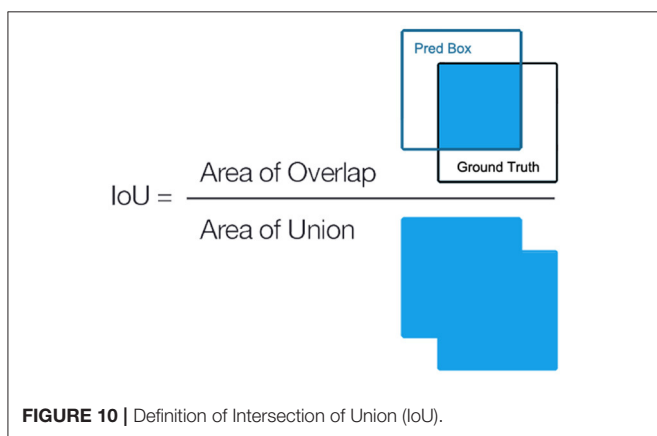 Pred Box
Ground Truth
IoU =
Area of Overlap
Area of Union
FIGURE 10 | Definition of Intersection of Union (IoU).